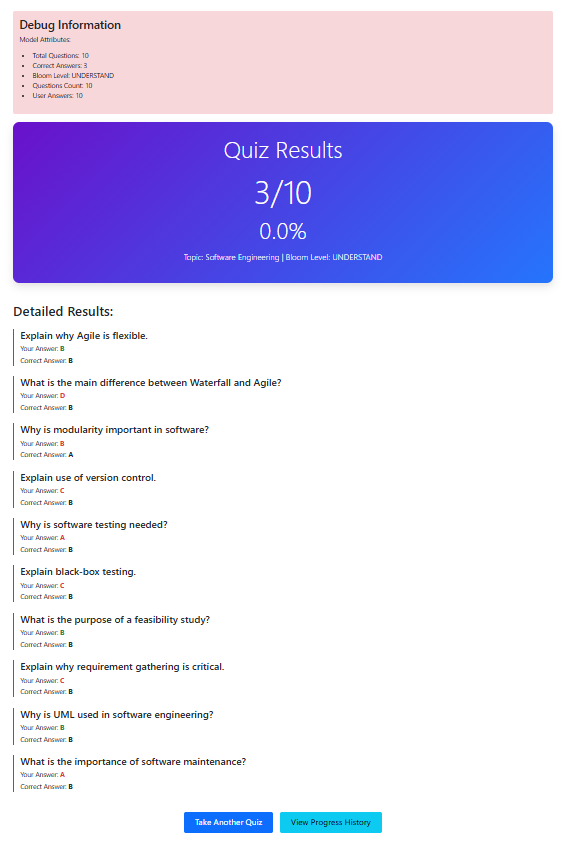 Debug Information
Model Attributes:
Total Questions: 10
Correct Answers: 3
Bloom Level: UNDERSTAND
Questions Count: 10
User Answers: 10
Quiz Results
3/10
0.0%
Topic: Software Engineering | Bloom Level: UNDERSTAND
Detailed Results:
Explain why Agile is flexible.
Your Answer: B
Correct Answer: B
What is the main difference between Waterfall and Agile?
Your Answer: D
Correct Answer: B
Why is modularity important in software?
Your Answer: B
Correct Answer: A
Explain use of version control.
Your Answer: C
Correct Answer: B
Why is software testing needed?
Your Answer: A
Correct Answer: B
Explain black-box testing.
Your Answer: C
Correct Answer: B
What is the purpose of a feasibility study?
Your Answer: B
Correct Answer: B
Explain why requirement gathering is critical.
Your Answer: C
Correct Answer: B
Why is UML used in software engineering?
Your Answer: B
Correct Answer: B
What is the importance of software maintenance?
Your Answer: A
Correct Answer: B
Take Another Quiz
View Progress History